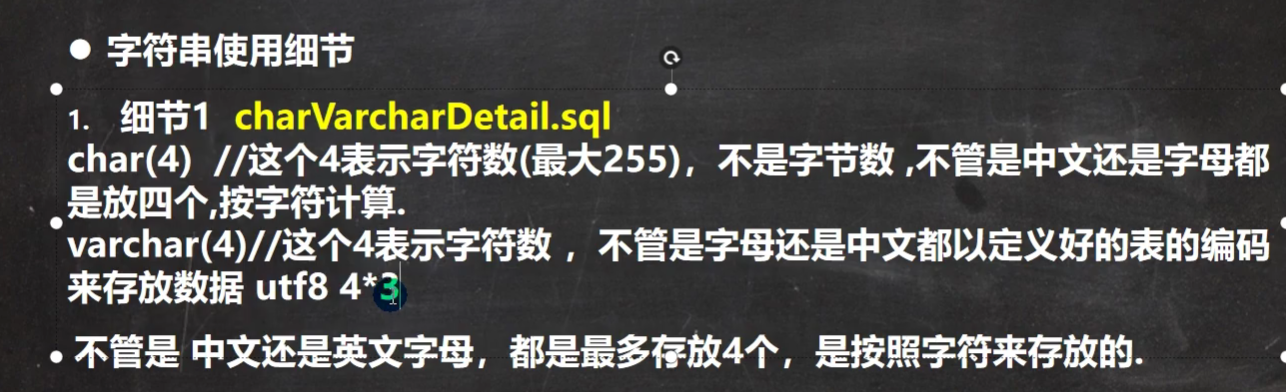 ● 字符串使用细节
1. 细节1 charVarcharDetail.sql
char(4) //这个4表示字符数(最大255)，不是字节数 ,不管是中文还是字母都
是放四个,按字符计算.
varchar(4)//这个4表示字符数 ，不管是字母还是中文都以定义好的表的编码
来存放数据 utf8 4*3
不管是 中文还是英文字母，都是最多存放4个，是按照字符来存放的.